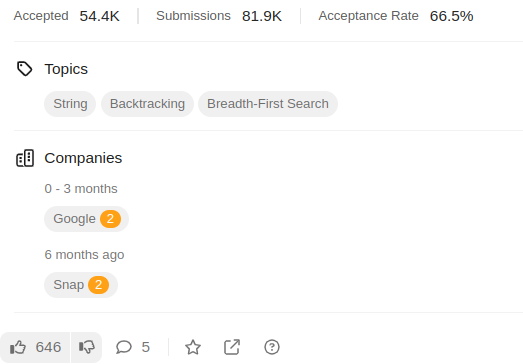 Accepted 54.4K Submissions 81.9K Acceptance Rate 66.5%
Topics
String Backtracking Breadth-First Search
Companies
0 - 3 months
Google 2
6 months ago
Snap 2
646 5